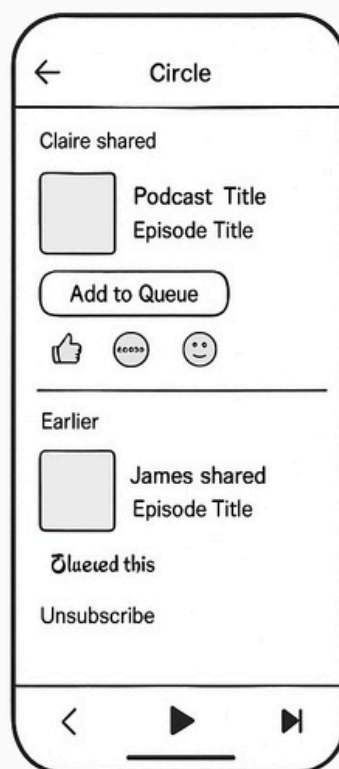 Circle
Claire shared
Podcast Title
Episode Title
Add to Queue
Earlier
James shared
Episode Title
this
Unsubscribe